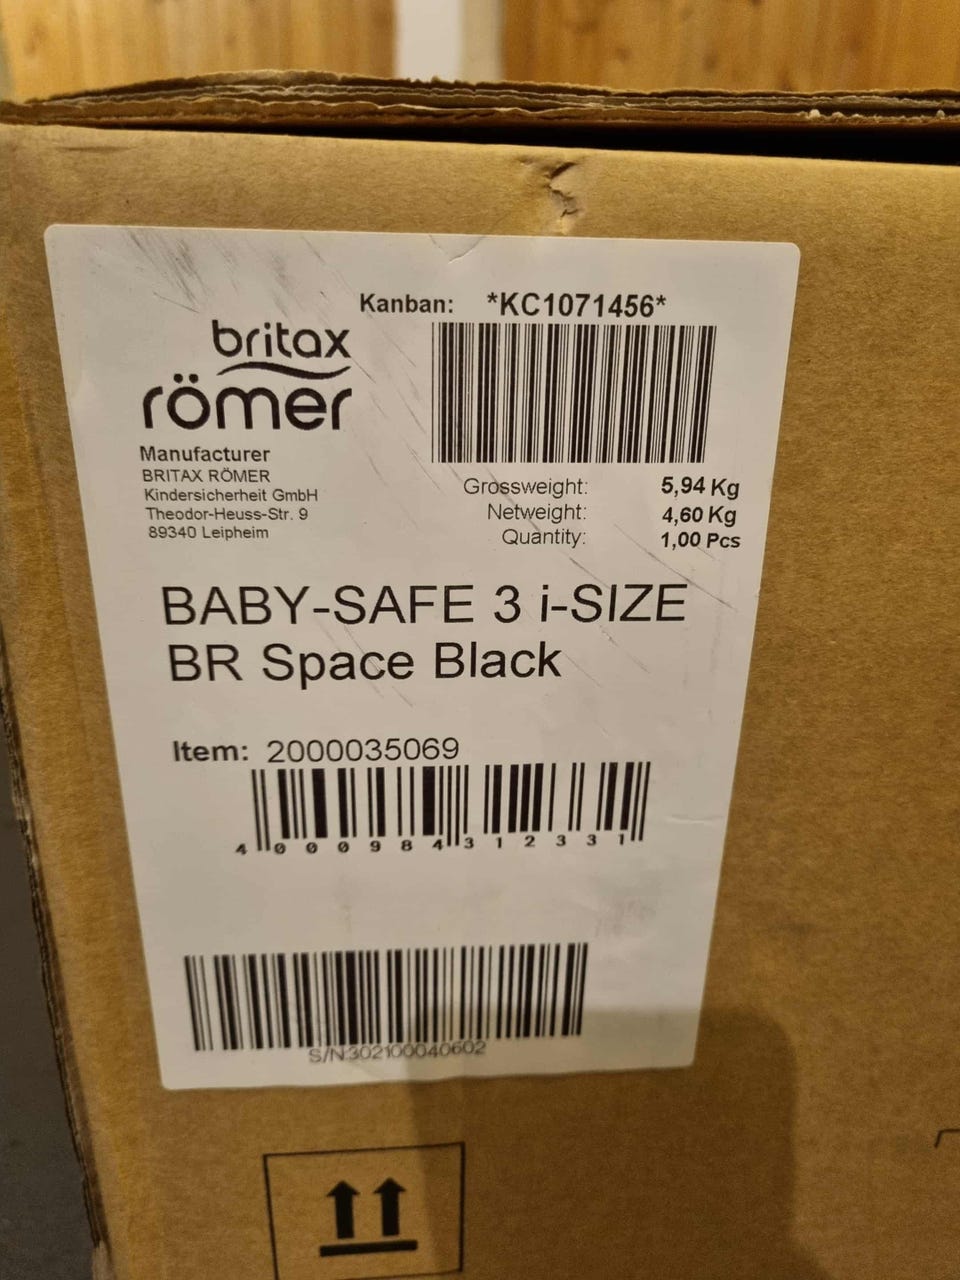 Kanban: *KC1071456*
britax
römer
Manufacturer
BRITAX RÖMER
Kindersicherheit GmbH
Theodor-Heuss-Str. 9
89340 Leipheim
Grossweight: 5,94 Kg
Netweight: 4,60 Kg
Quantity: 1,00 Pcs
BABY-SAFE 3 i-SIZE
BR Space Black
Item: 2000035069
4 000984 312331
S/N:302100040602